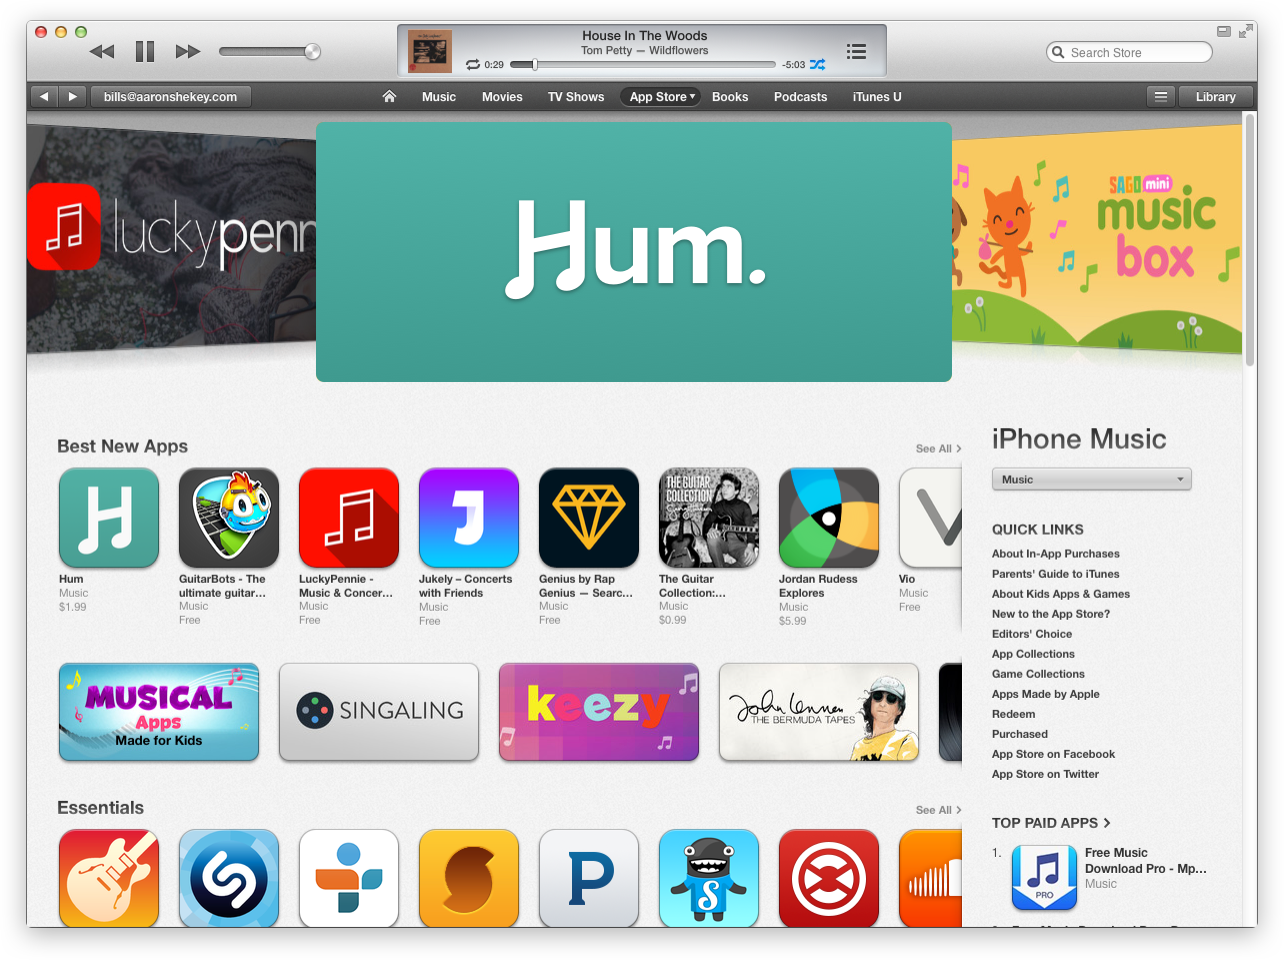 House In The Woods
Tom Petty — Wildflowers
0:29
-5:03
Search Store
bills@aaronshekey.com
Music
Movies
TV Shows
App Store
Books
Podcasts
iTunes U
Library
luckypenn
Hum.
SAGO mini
music
box
Best New Apps
See All
Hum
Music
$1.99
GuitarBots - The
ultimate guitar...
Music
Free
LuckyPennie -
Music & Concer...
Music
Free
J
Jukely – Concerts
with Friends
Music
Free
Genius by Rap
Genius — Searc...
Music
Free
THE GUITAR
COLLECTION
The Guitar
Collection:...
Music
$0.99
Jordan Rudess
Explores
Music
$5.99
Vio
Music
Free
MUSICAL
Apps
Made for Kids
SINGALING
keezy
John Lennon
THE BERMUDA TAPES
Essentials
See All
S
P
S
iPhone Music
Music
QUICK LINKS
About In-App Purchases
Parents' Guide to iTunes
About Kids Apps & Games
New to the App Store?
Editors' Choice
App Collections
Game Collections
Apps Made by Apple
Redeem
Purchased
App Store on Facebook
App Store on Twitter
TOP PAID APPS
1.
PRO
Free Music
Download Pro - Mp...
Music